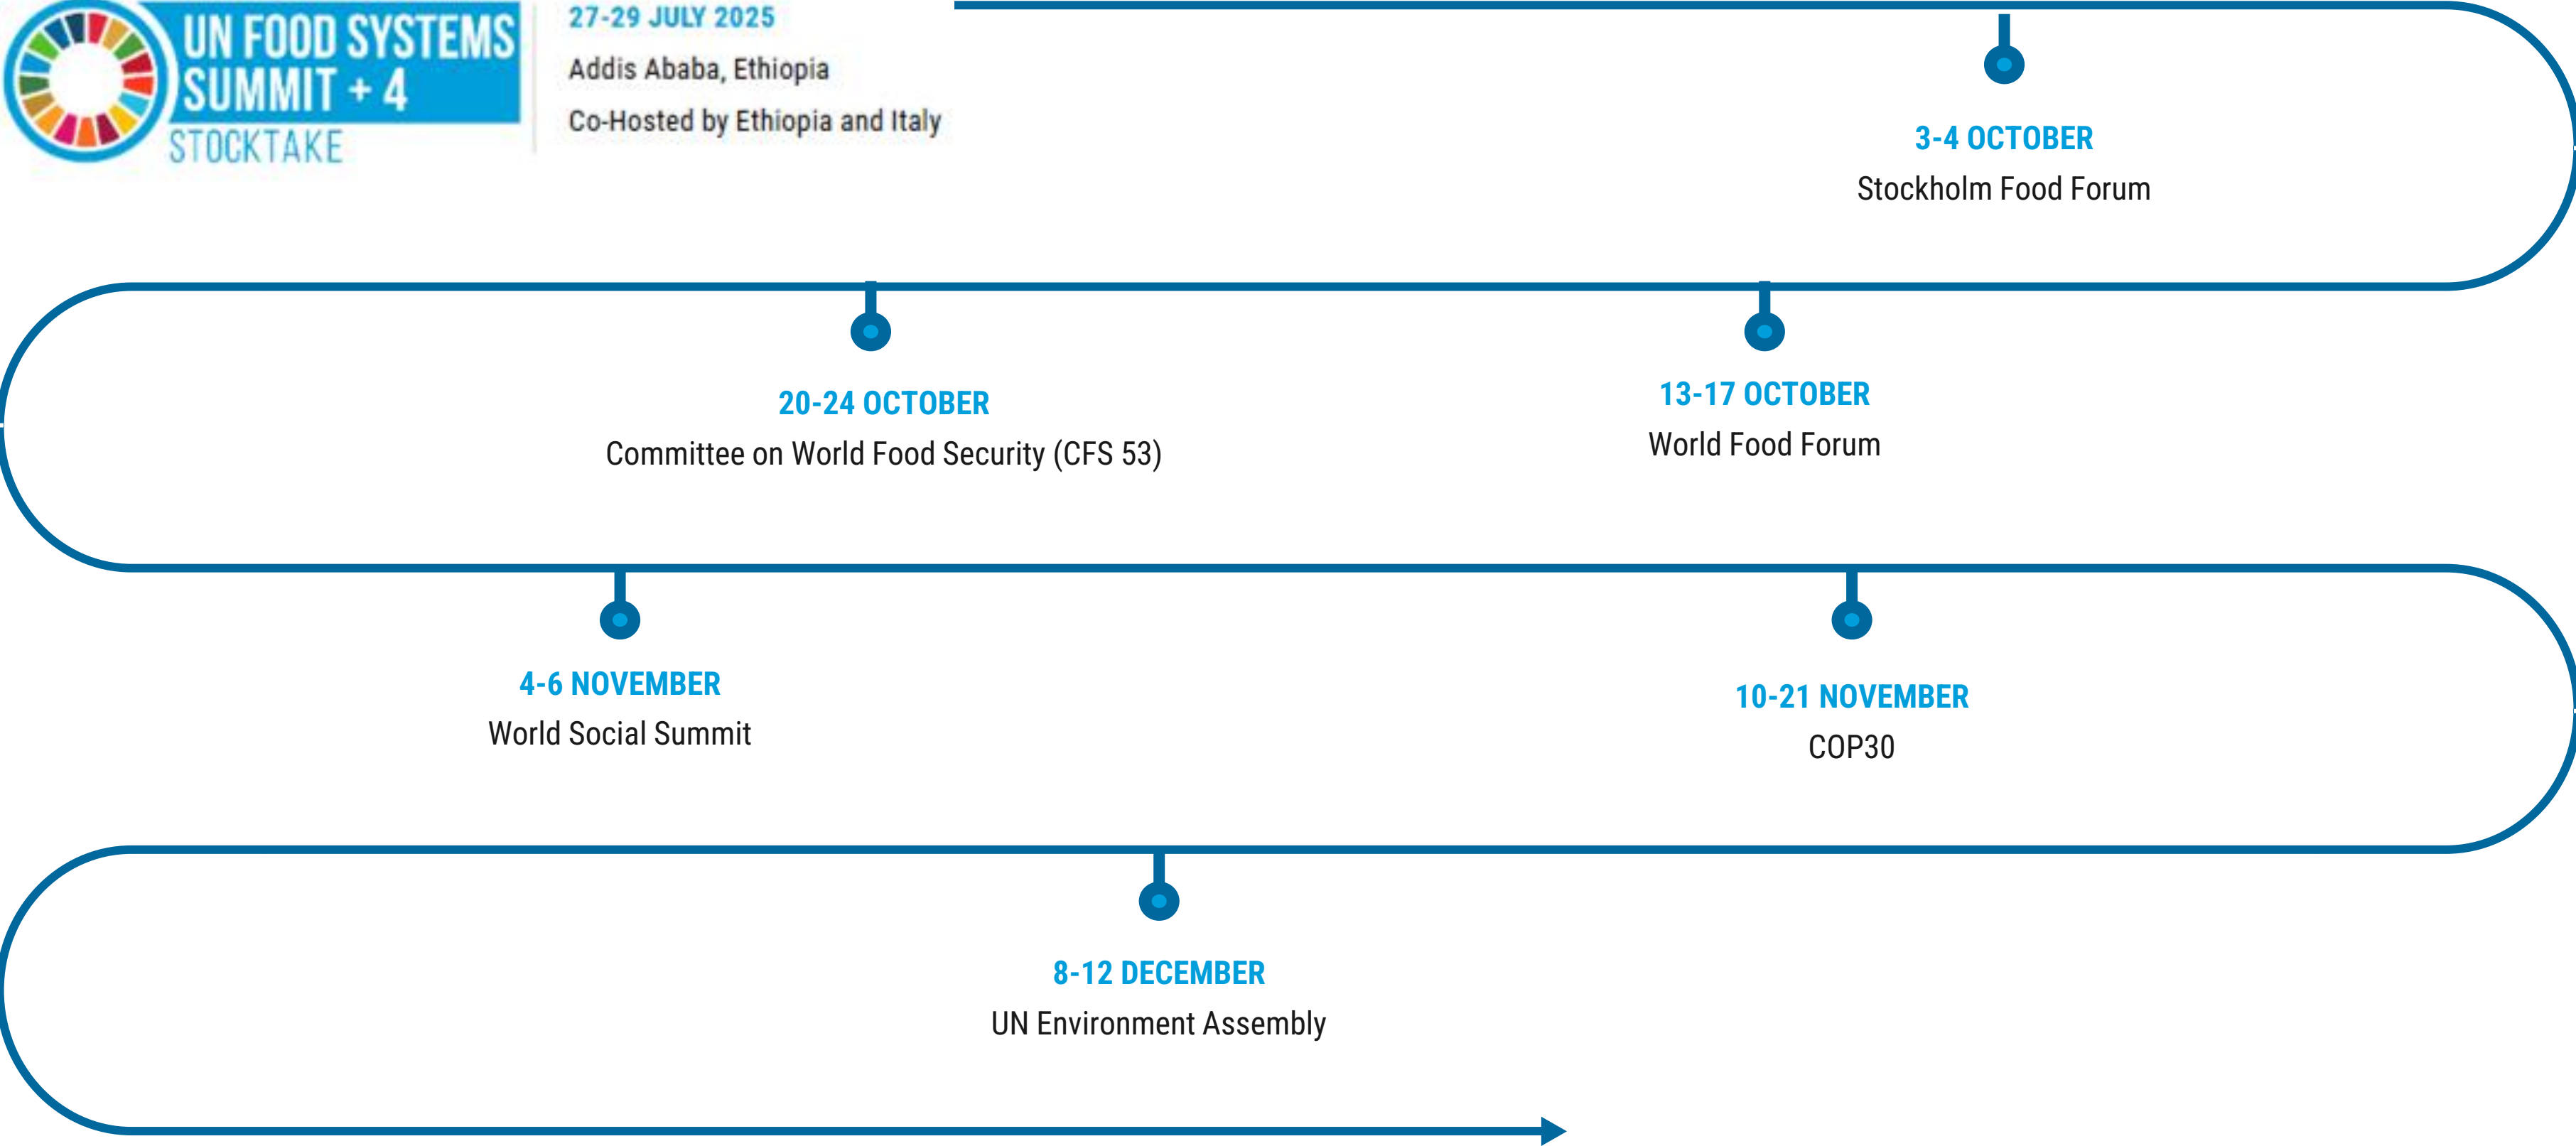 UN FOOD SYSTEMS
SUMMIT + 4
STOCKTAKE
27-29 JULY 2025
Addis Ababa, Ethiopia
Co-Hosted by Ethiopia and Italy
3-4 OCTOBER
Stockholm Food Forum
13-17 OCTOBER
World Food Forum
20-24 OCTOBER
Committee on World Food Security (CFS 53)
4-6 NOVEMBER
World Social Summit
10-21 NOVEMBER
COP30
8-12 DECEMBER
UN Environment Assembly